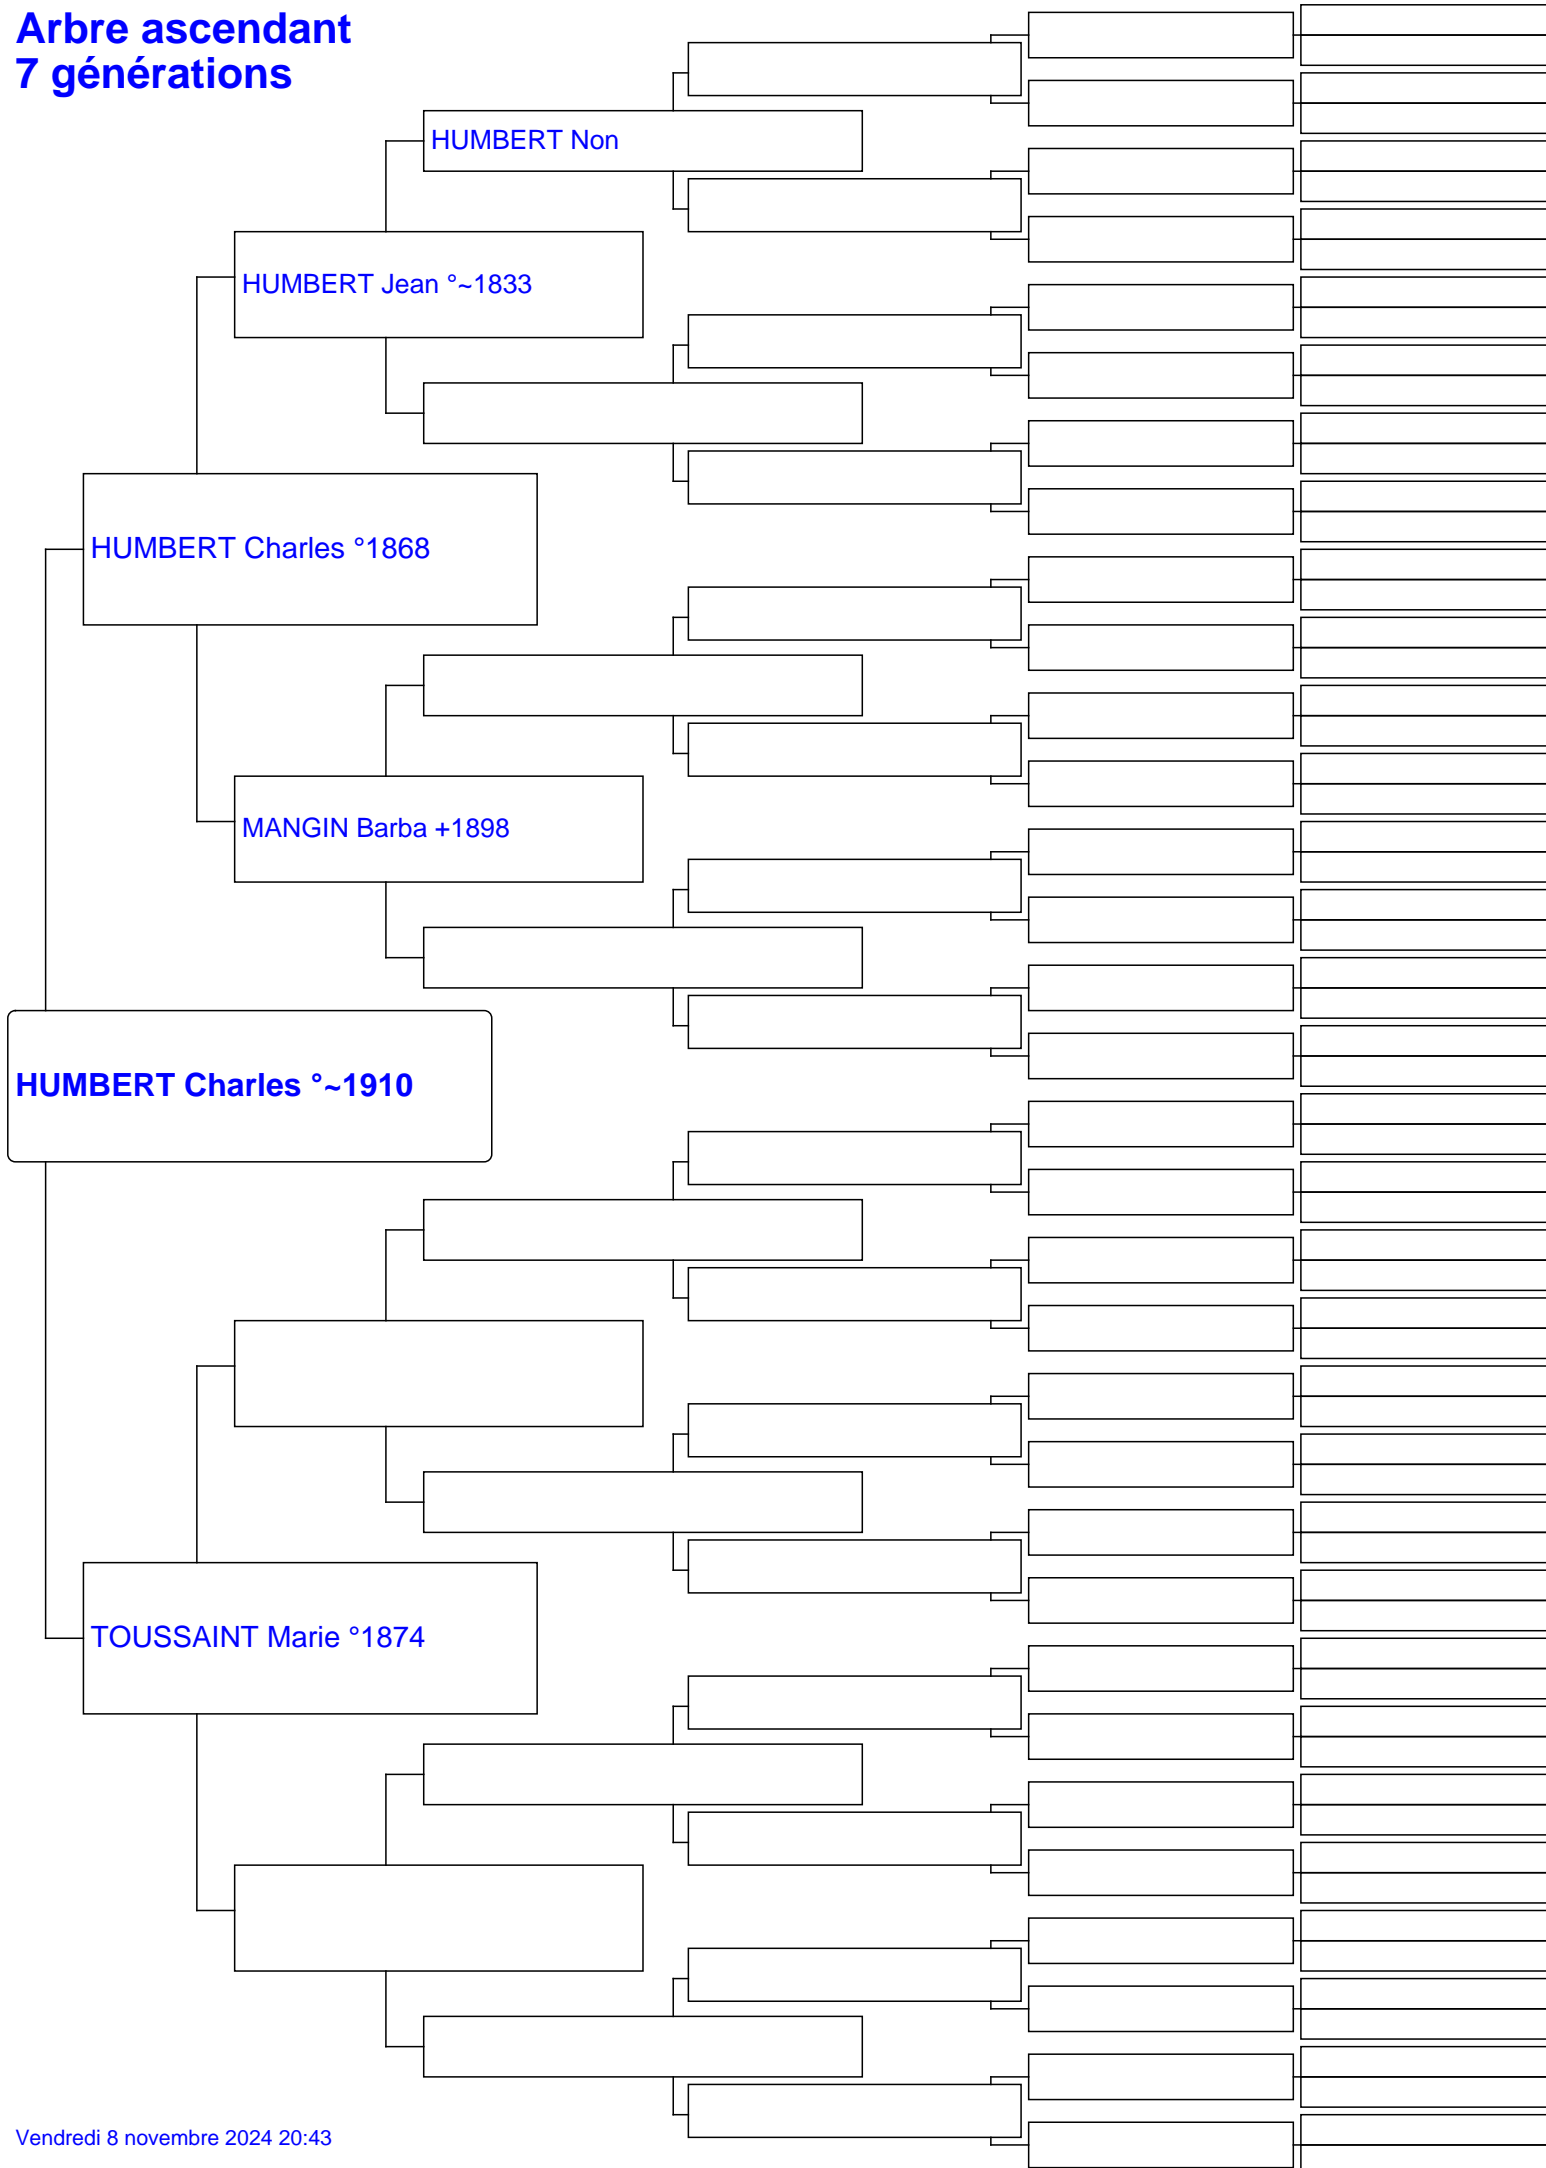 Arbre ascendant
7 générations
HUMBERT Non
HUMBERT Jean °~1833
HUMBERT Charles °1868
MANGIN Barba +1898
HUMBERT Charles °~1910
TOUSSAINT Marie °1874
Vendredi 8 novembre 2024 20:43